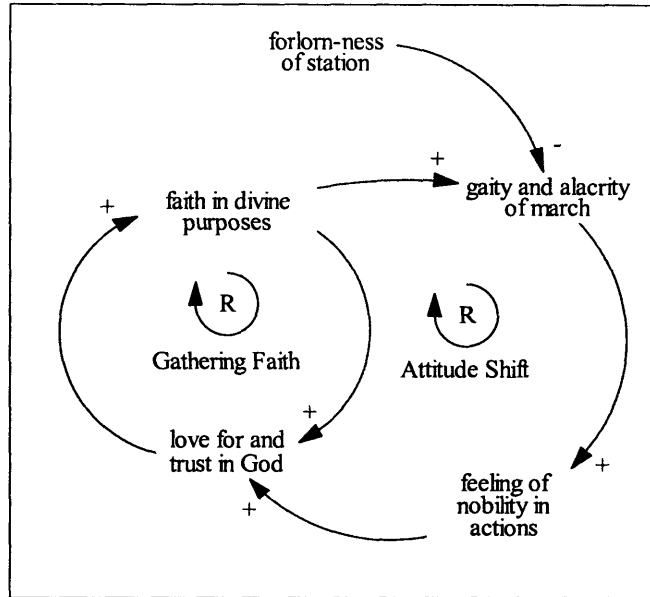 forlorn-ness
of station
-
+
gaity and alacrity
of march
+
faith in divine
purposes
R
Gathering Faith
R
Attitude Shift
+
love for and
trust in God
+
feeling of
nobility in
actions
+